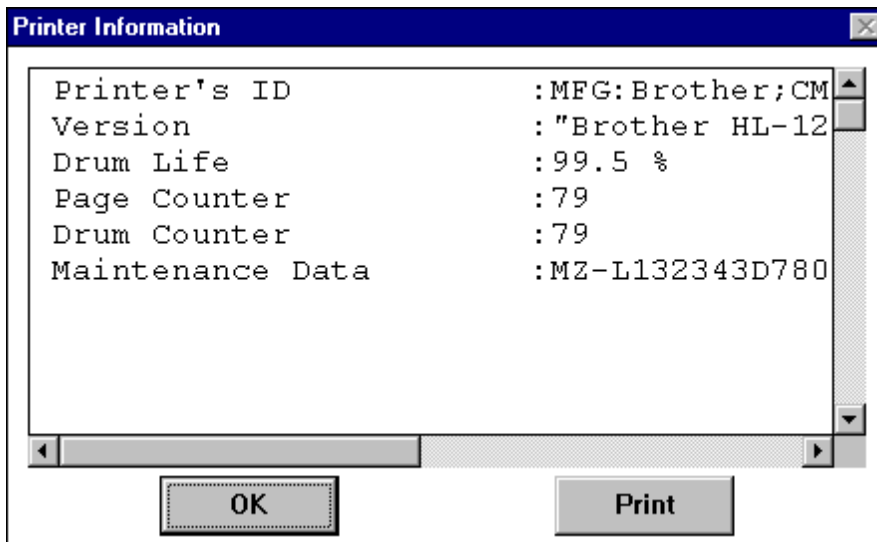 Printer Information
Printer's ID :MFG:Brother;CM
Version :"Brother HL-12
Drum Life :99.5 %
Page Counter :79
Drum Counter :79
Maintenance Data :MZ-L132343D780
OK Print